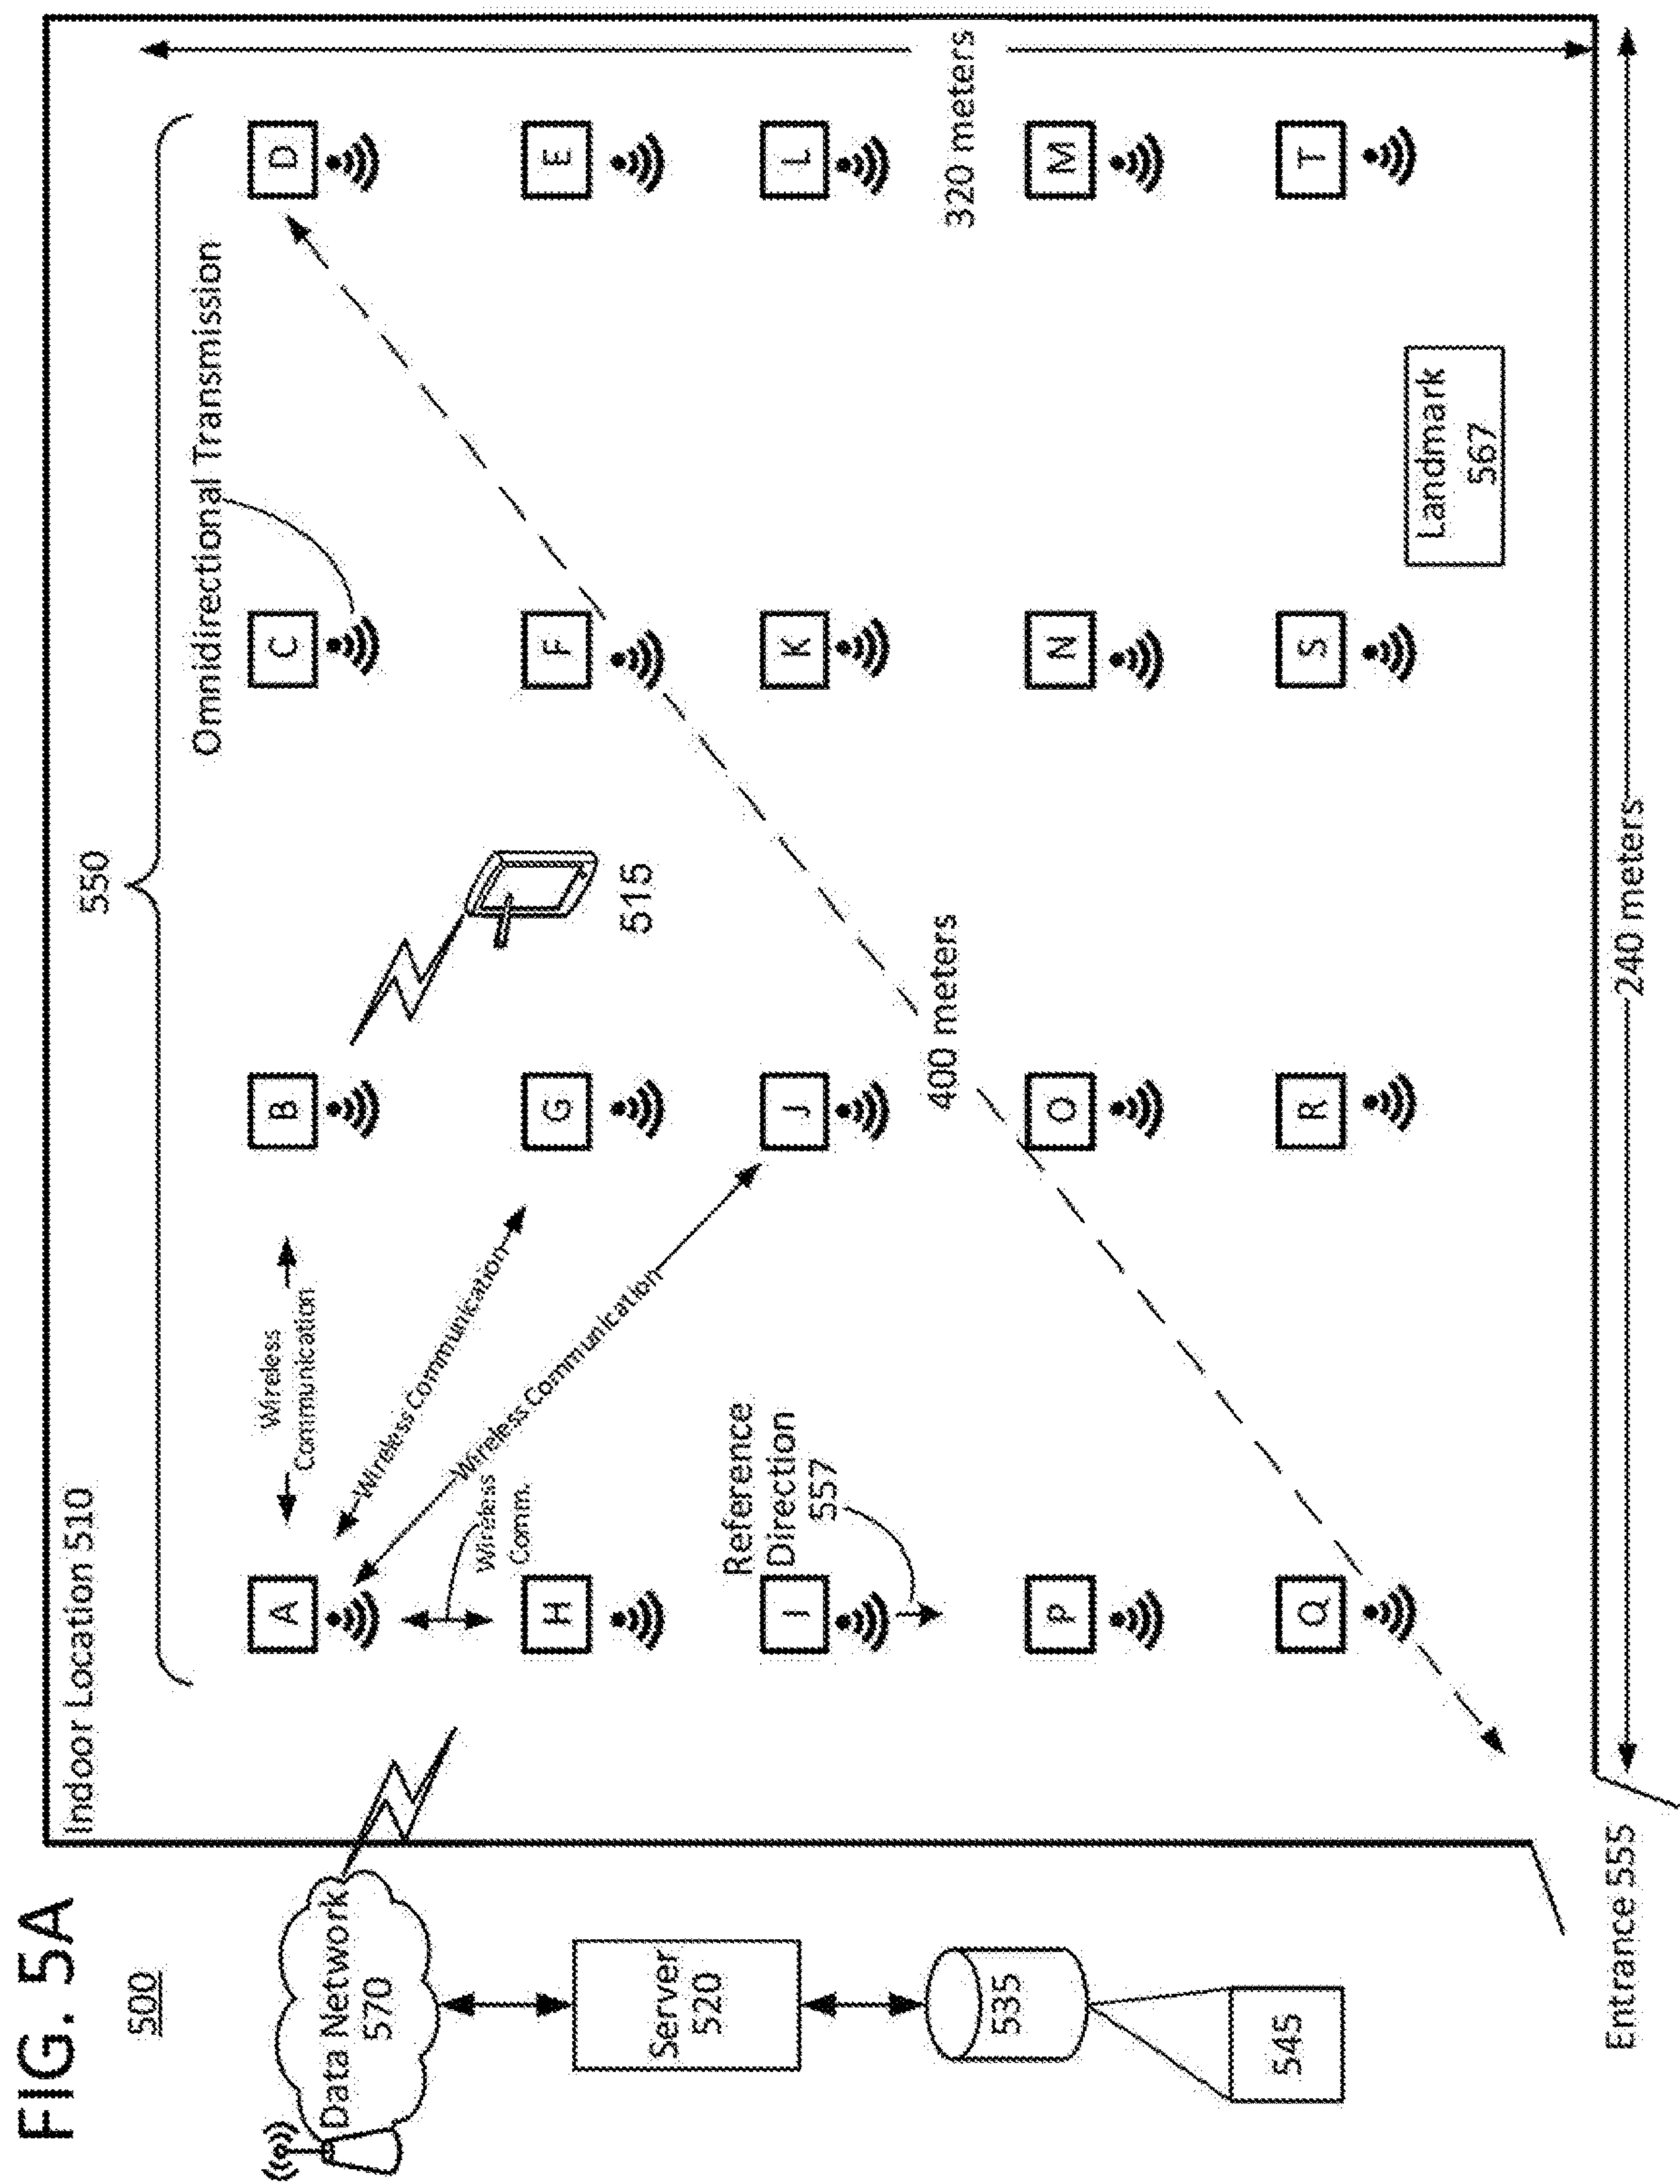 FIG. 5A
500
Indoor Location 510
550
Omnidirectional Transmission
A
B
C
D
Wireless
Communication
Wireless Communication
Wireless Communication
Wireless
Comm.
515
H
G
F
E
Reference
Direction
557
I
J
K
L
400 meters
320 meters
P
O
N
M
Q
R
S
T
Landmark
567
Data Network
570
Server
520
535
545
Entrance 555
240 meters